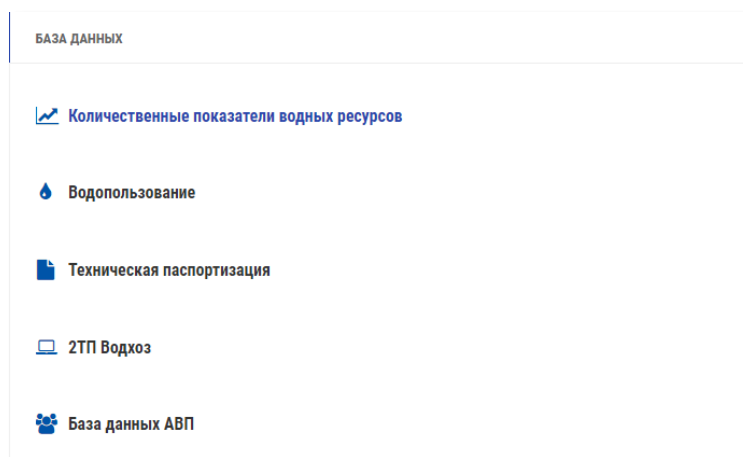 БАЗА ДАННЫХ
Количественные показатели водных ресурсов
Водопользование
Техническая паспортизация
2ТП Водхоз
База данных АВП